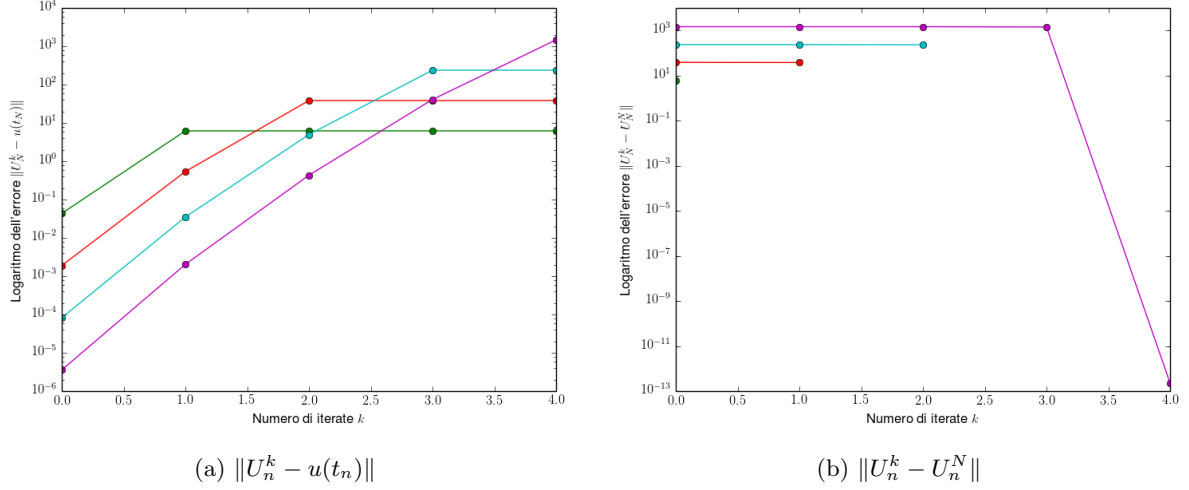 10^4
10^3
10^2
10^1
10^0
10^{-1}
10^{-2}
10^{-3}
10^{-4}
10^{-5}
10^{-6}
Logaritmo dell'errore ‖U_N^k − u(t_N)‖
0.0 0.5 1.0 1.5 2.0 2.5 3.0 3.5 4.0
Numero di iterate k
(a) ‖U_n^k − u(t_n)‖
10^3
10^1
10^{-1}
10^{-3}
10^{-5}
10^{-7}
10^{-9}
10^{-11}
10^{-13}
Logaritmo dell'errore ‖U_N^k − U_N^N‖
0.0 0.5 1.0 1.5 2.0 2.5 3.0 3.5 4.0
Numero di iterate k
(b) ‖U_n^k − U_n^N‖